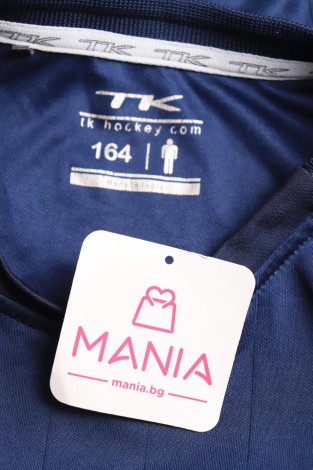 TK TK TK TK
TK
tk hockey com
164
MANIA
mania.bg